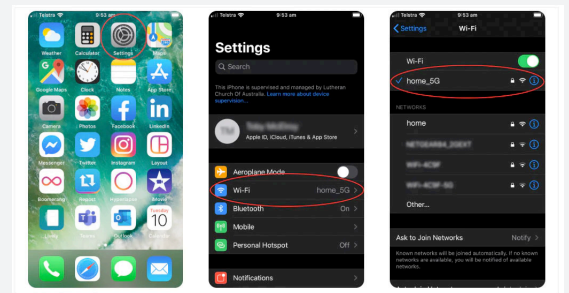 Telstra 9:53 am
Weather Calculator Settings Maps
Google Maps Clock Notes App Store
Camera Photos Facebook LinkedIn
Messenger Twitter Instagram Layout
Boomerang Repost
Tuesday
10
Telstra 9:53 am
Settings
Search
This iPhone is supervised and managed by Lutheran
Church Of Australia. Learn more about device
supervision...
TM
Apple ID, iCloud, iTunes & App Store
Aeroplane Mode
Wi-Fi home_5G
Bluetooth On
Mobile
Personal Hotspot Off
Notifications
Telstra 9:53 am
Settings Wi-Fi
Wi-Fi
home_5G
NETWORKS
home
Other...
Ask to Join Networks Notify
Known networks will be joined automatically. If no known
networks are available, you will be notified of available
networks.